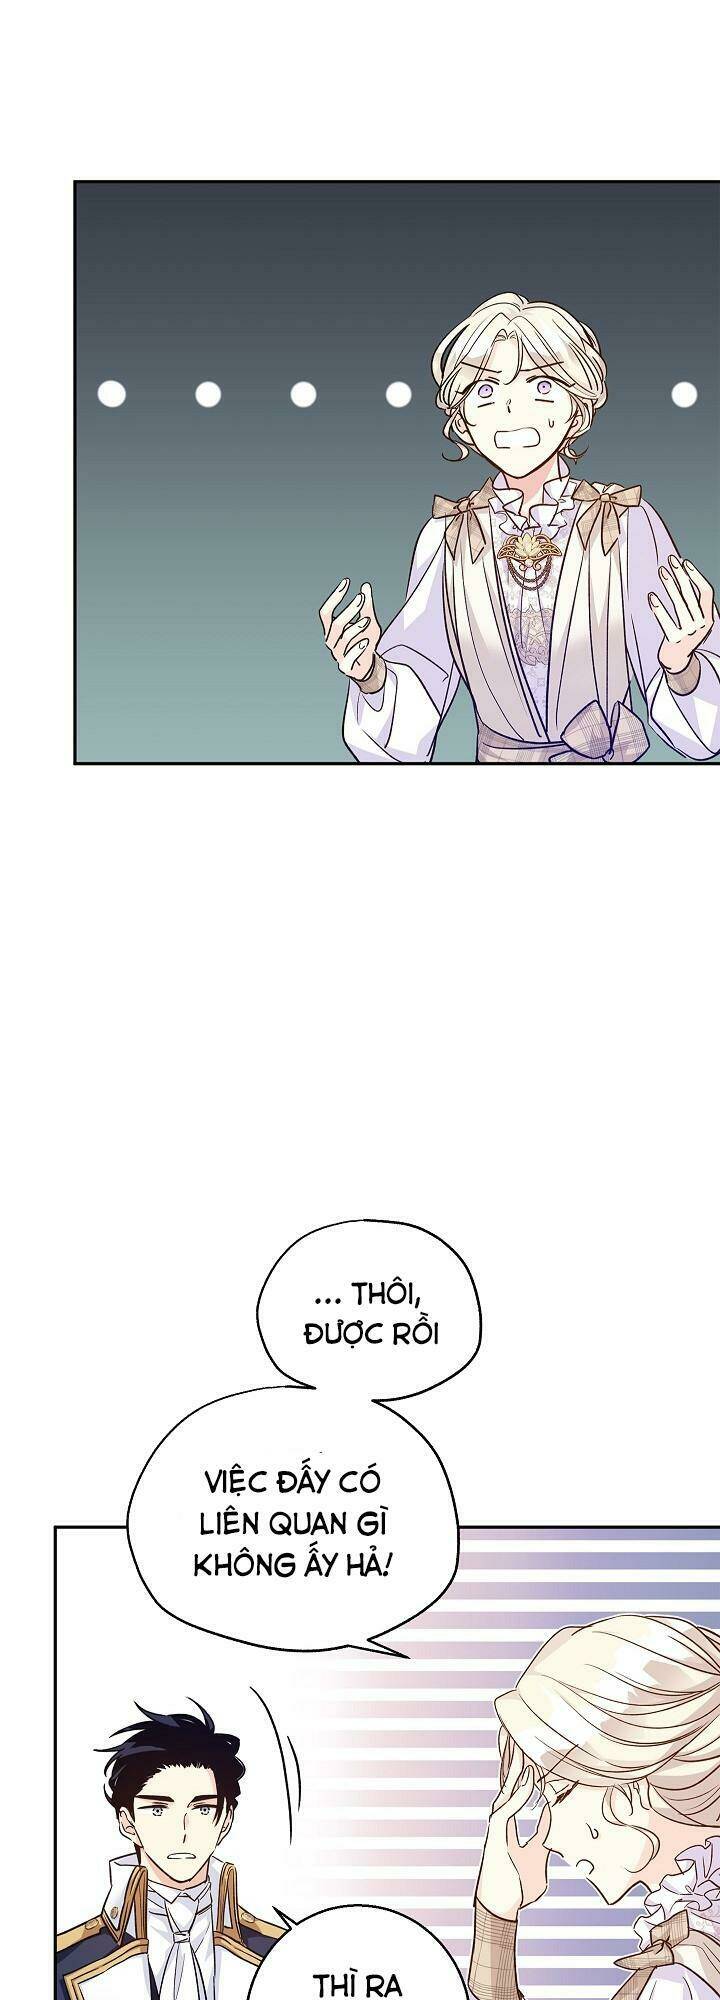 ... THÔI,
ĐƯỢC RỒI
VIỆC ĐẤY CÓ
LIÊN QUAN GÌ
KHÔNG ẤY HẢ!
THÌ RA